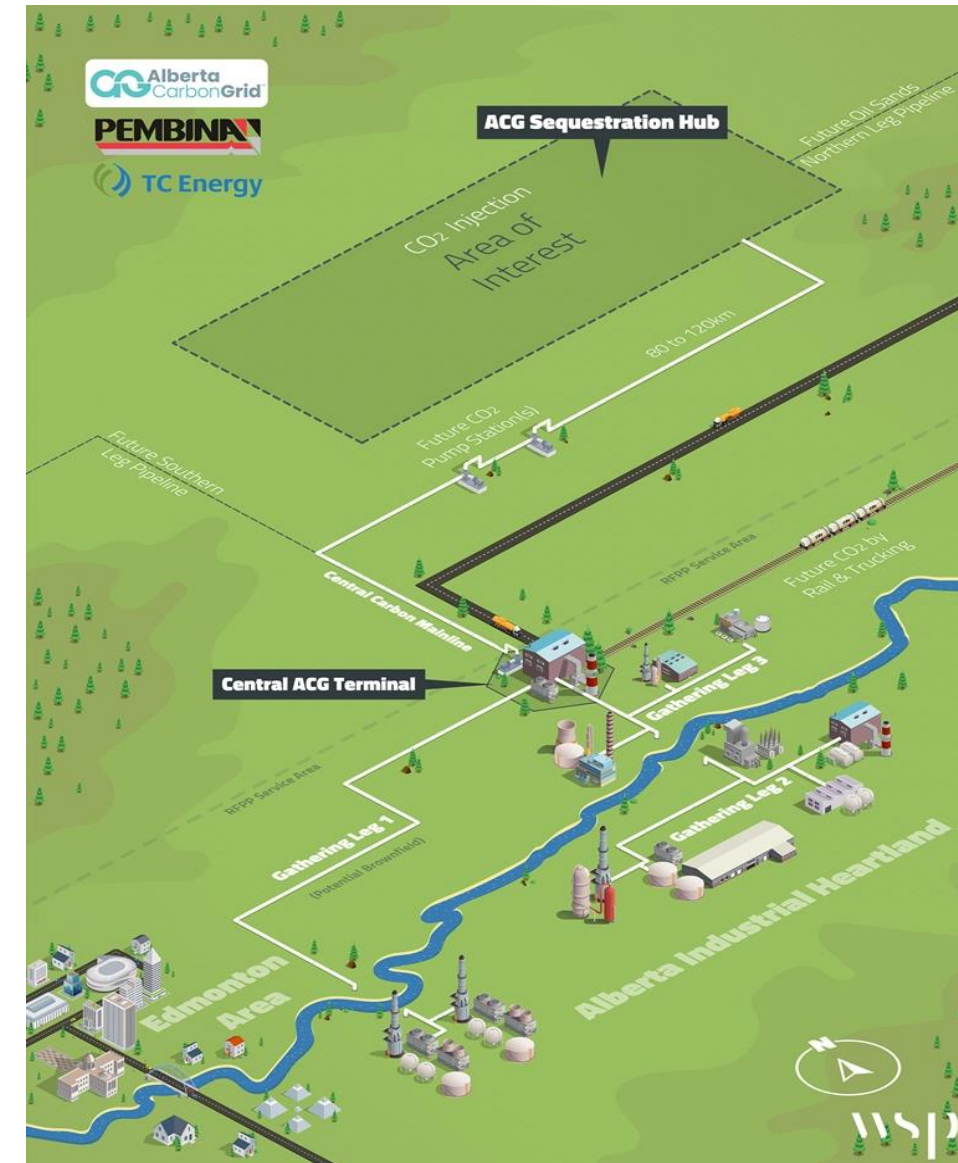 Alberta
CarbonGrid
PEMBINA
TC Energy
ACG Sequestration Hub
Future Oil Sands
Northern Leg Pipeline
CO2 Injection
Area of
Interest
80 to 120km
Future CO2
Pump Station(s)
Future Southern
Leg Pipeline
Central Carbon Mainline
RFPP Service Area
Future CO2 by
Rail & Trucking
Central ACG Terminal
Gathering Leg 3
RFPP Service Area
Gathering Leg 1
(Potential Brownfield)
Gathering Leg 2
Alberta Industrial Heartland
Edmonton
Area
N
wsp